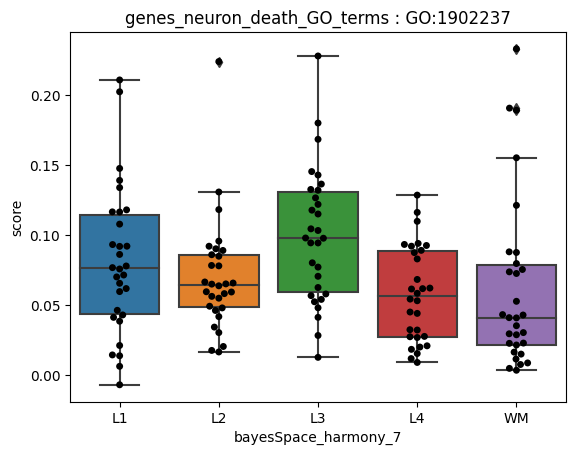 genes_neuron_death_GO_terms : GO:1902237
0.20
0.15
0.10
0.05
0.00
score
L1 L2 L3 L4 WM
bayesSpace_harmony_7